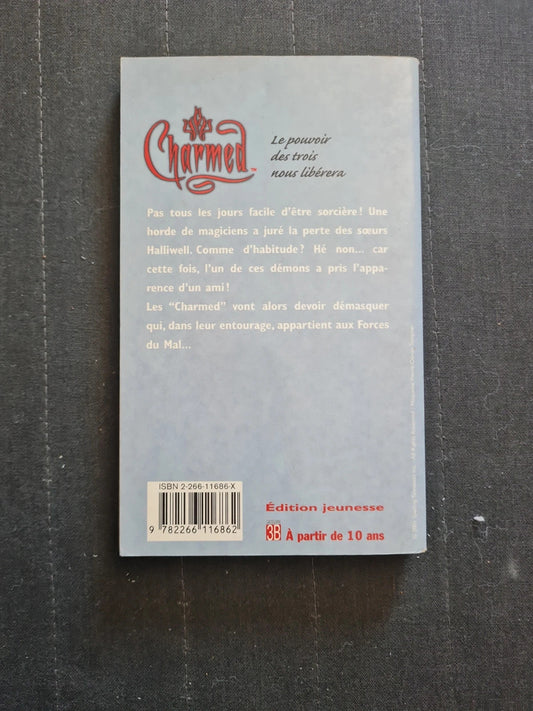 Charmed™
Le pouvoir
des trois
nous libérera
Pas tous les jours facile d'être sorcière! Une
horde de magiciens a juré la perte des sœurs
Halliwell. Comme d'habitude? Hé non... car
cette fois, l'un de ces démons a pris l'appa-
rence d'un ami!
Les "Charmed" vont alors devoir démasquer
qui, dans leur entourage, appartient aux Forces
du Mal...
ISBN 2-266-11686-X
9 782266 116862
Édition jeunesse
3B À partir de 10 ans